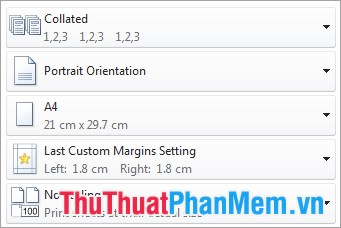 Collated
1,2,3 1,2,3 1,2,3
Portrait Orientation
A4
21 cm x 29.7 cm
Last Custom Margins Setting
Left: 1.8 cm Right: 1.8 cm
No
100
ThuThuatPhanMem.vn